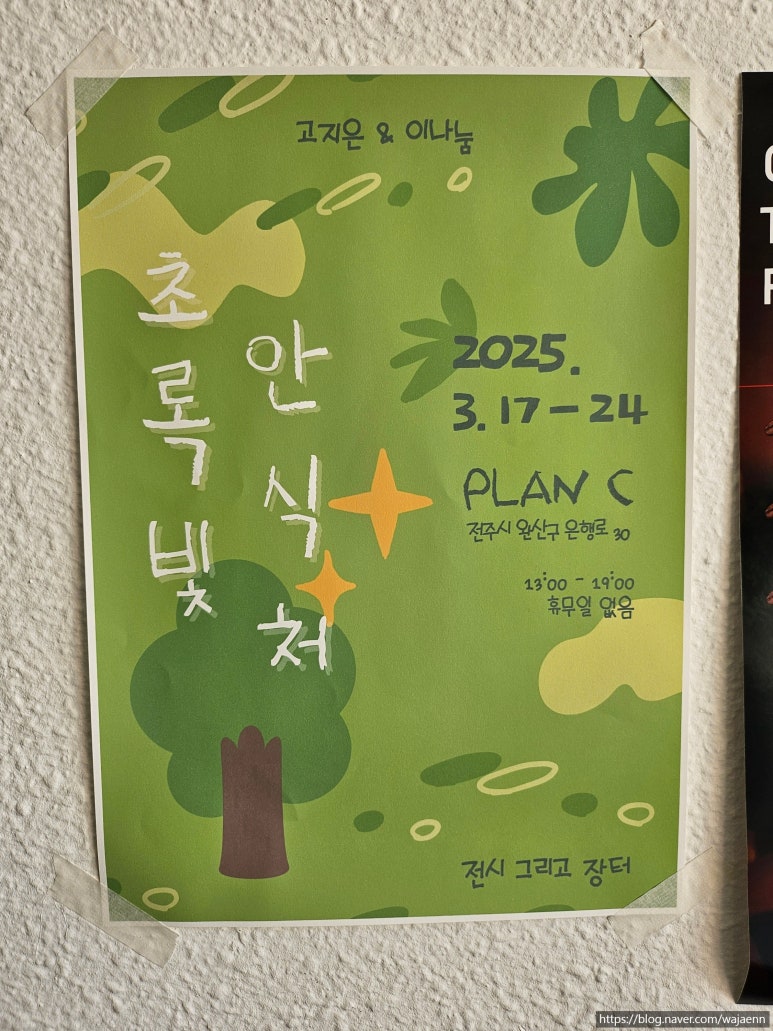 고지은 & 이나눔
초록빛
안식처
2025.
3. 17 - 24
PLAN C
전주시 완산구 은행로 30
13:00 - 19:00
휴무일 없음
전시 그리고 장터
https://blog.naver.com/wajaenn